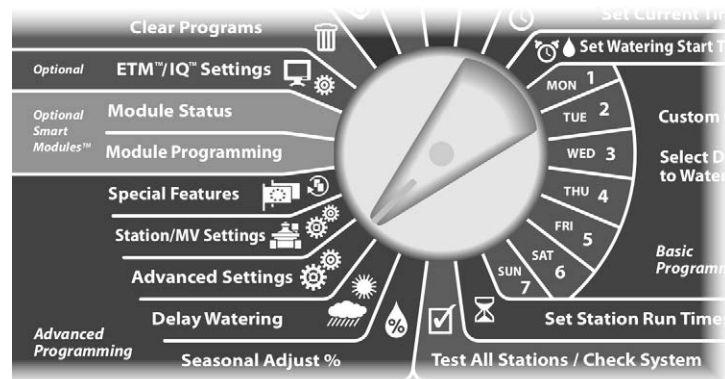 Clear Programs
Optional
ETM™/IQ™ Settings
Optional
Smart
Modules™
Module Status
Module Programming
Special Features
Station/MV Settings
Advanced Settings
Delay Watering
Advanced
Programming
Seasonal Adjust %
%
Set Current
Set Watering Start
MON 1
TUE 2
WED 3
THU 4
FRI 5
SAT 6
SUN 7
Custom
Select
to Water
Basic
Set Station Run
Test All Stations / Check System